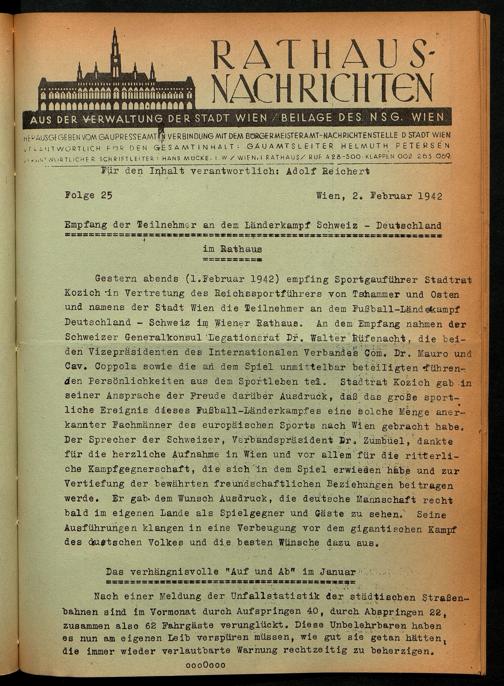 RATHAUS-
NACHRICHTEN
AUS DER VERWALTUNG DER STADT WIEN / BEILAGE DES N.S.G. WIEN
HERAUSGEGEBEN VOM GAUPRESSEAMT IN VERBINDUNG MIT DEM BÜRGERMEISTERAMT-NACHRICHTENSTELLE D STADT WIEN
VERANTWORTLICH FÜR DEN GESAMTINHALT: GAUAMTSLEITER HELMUTH PETERSEN
VERANTWORTLICHER SCHRIFTLEITER: HANS MÜCKE, I.W / WIEN, I RATHAUS / RUF A28-500 KLAPPEN 002 263 069
Für den Inhalt verantwortlich: Adolf Reichert
Folge 25 Wien, 2. Februar 1942
Empfang der Teilnehmer an dem Länderkampf Schweiz - Deutschland
im Rathaus
Gestern abends (1.Februar 1942) empfing Sportgauführer Stadtrat
Kozich in Vertretung des Reichssportführers von Tschammer und Osten
und namens der Stadt Wien die Teilnehmer an dem Fußball-Länderkampf
Deutschland - Schweiz im Wiener Rathaus. An dem Empfang nahmen der
Schweizer Generalkonsul Legationsrat Dr. Walter Rüfenacht, die bei-
den Vizepräsidenten des Internationalen Verbandes Com. Dr. Mauro und
Cav. Coppola sowie die an dem Spiel unmittelbar beteiligten führen-
den Persönlichkeiten aus dem Sportleben teil. Stadtrat Kozich gab in
seiner Ansprache der Freude darüber Ausdruck, daß das große sport-
liche Ereignis dieses Fußball-Länderkampfes eine solche Menge aner-
kannter Fachmänner des europäischen Sports nach Wien gebracht habe.
Der Sprecher der Schweizer, Verbandspräsident Dr. Zumbüel, dankte
für die herzliche Aufnahme in Wien und vor allem für die ritterli-
che Kampfgegnerschaft, die sich in dem Spiel erwiesen habe und zur
Vertiefung der bewährten freundschaftlichen Beziehungen beitragen
werde. Er gab dem Wunsch Ausdruck, die deutsche Mannschaft recht
bald im eigenen Lande als Spielgegner und Gäste zu sehen. Seine
Ausführungen klangen in eine Verbeugung vor dem gigantischen Kampf
des deutschen Volkes und die besten Wünsche dazu aus.
Das verhängnisvolle "Auf und Ab" im Januar
Nach einer Meldung der Unfallstatistik der städtischen Straßen-
bahnen sind im Vormonat durch Aufspringen 40, durch Abspringen 22,
zusammen also 62 Fahrgäste verunglückt. Diese Unbelehrbaren haben
es nun am eigenen Leib verspüren müssen, wie gut sie getan hätten,
die immer wieder verlautbarte Warnung rechtzeitig zu beherzigen.
oooOooo